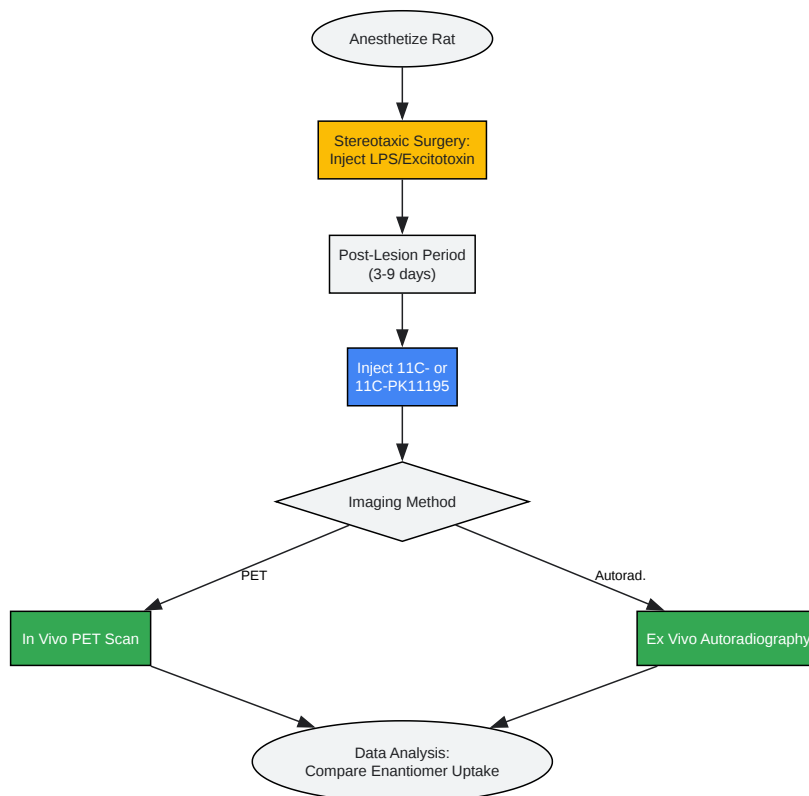 Anesthetize Rat
Stereotaxic Surgery:
Inject LPS/Excitotoxin
Post-Lesion Period
(3-9 days)
Inject 11C- or
11C-PK11195
Imaging Method
PET
Autorad.
In Vivo PET Scan
Ex Vivo Autoradiography
Data Analysis:
Compare Enantiomer Uptake